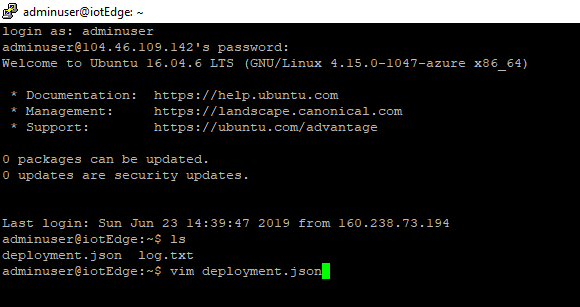 adminuser@iotEdge: ~
login as: adminuser
adminuser@104.46.109.142's password:
Welcome to Ubuntu 16.04.6 LTS (GNU/Linux 4.15.0-1047-azure x86_64)
* Documentation:  https://help.ubuntu.com
* Management:     https://landscape.canonical.com
* Support:        https://ubuntu.com/advantage
0 packages can be updated.
0 updates are security updates.
Last login: Sun Jun 23 14:39:47 2019 from 160.238.73.194
adminuser@iotEdge:~$ ls
deployment.json  log.txt
adminuser@iotEdge:~$ vim deployment.json